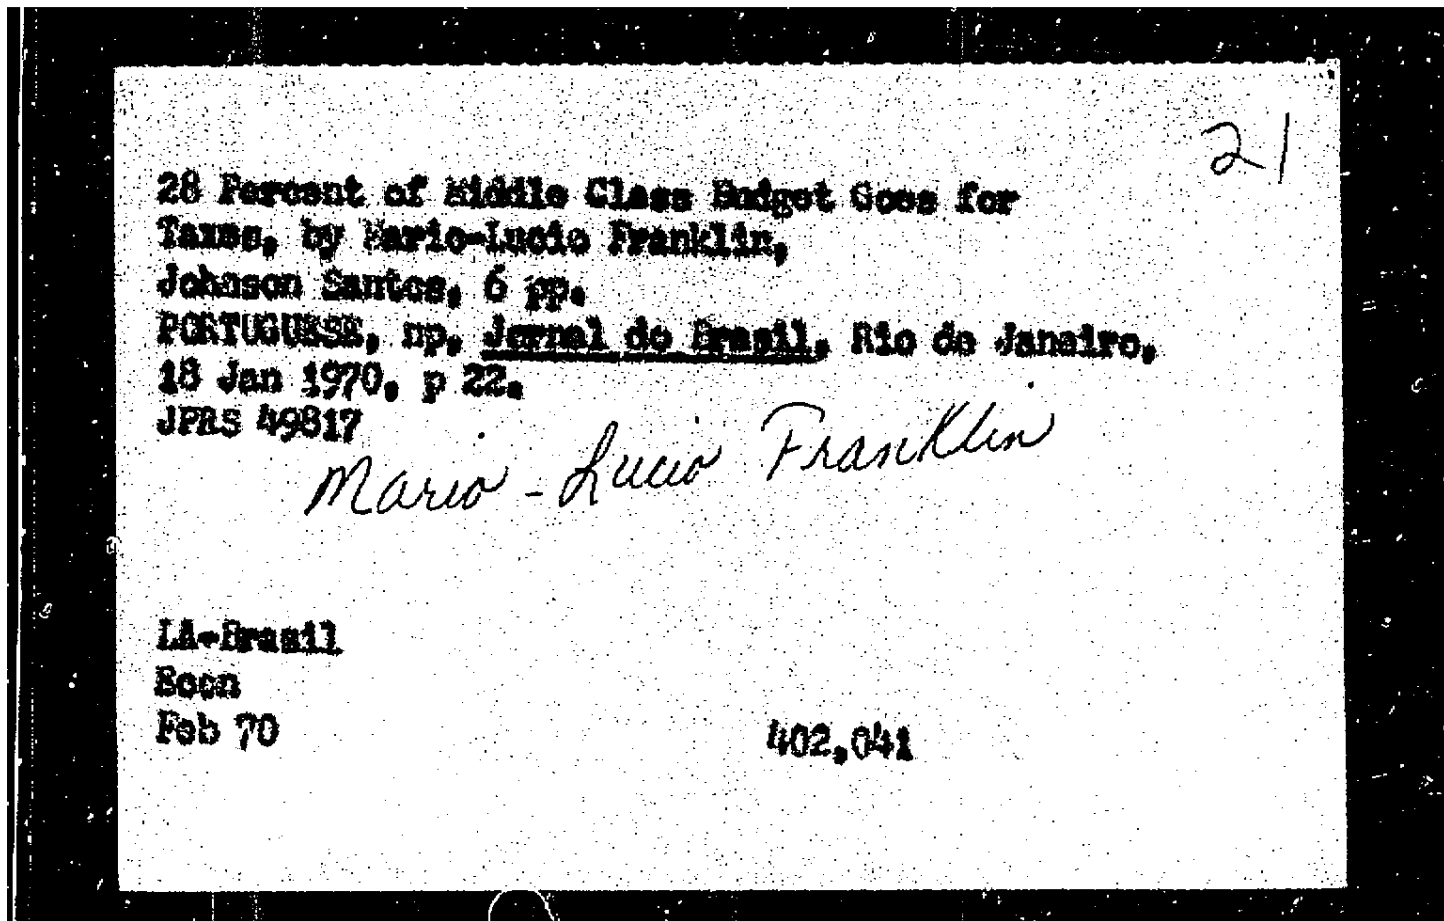 21
28 Percent of Middle Class Budget Goes for
Taxes, by Mario-Lucio Franklin,
Johnson Santos, 6 pp.
PORTUGUESE, np, Jornal do Brasil, Rio de Janeiro,
18 Jan 1970, p 22.
JPRS 49817
Mario - Lucio Franklin
LA-Brasil
Econ
Feb 70
402,041